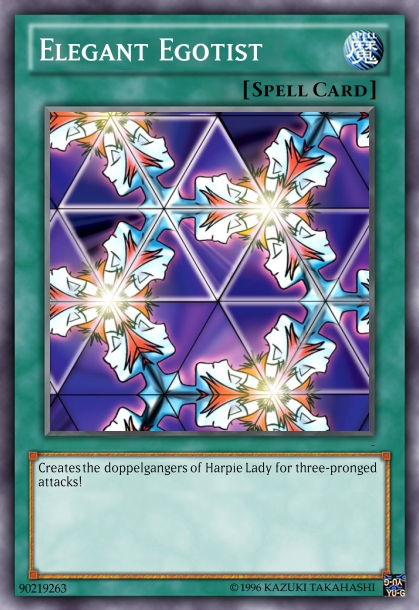 ELEGANT EGOTIST
魔
[SPELL CARD]
Creates the doppelgangers of Harpie Lady for three-pronged
attacks!
90219263
©1996 KAZUKI TAKAHASHI